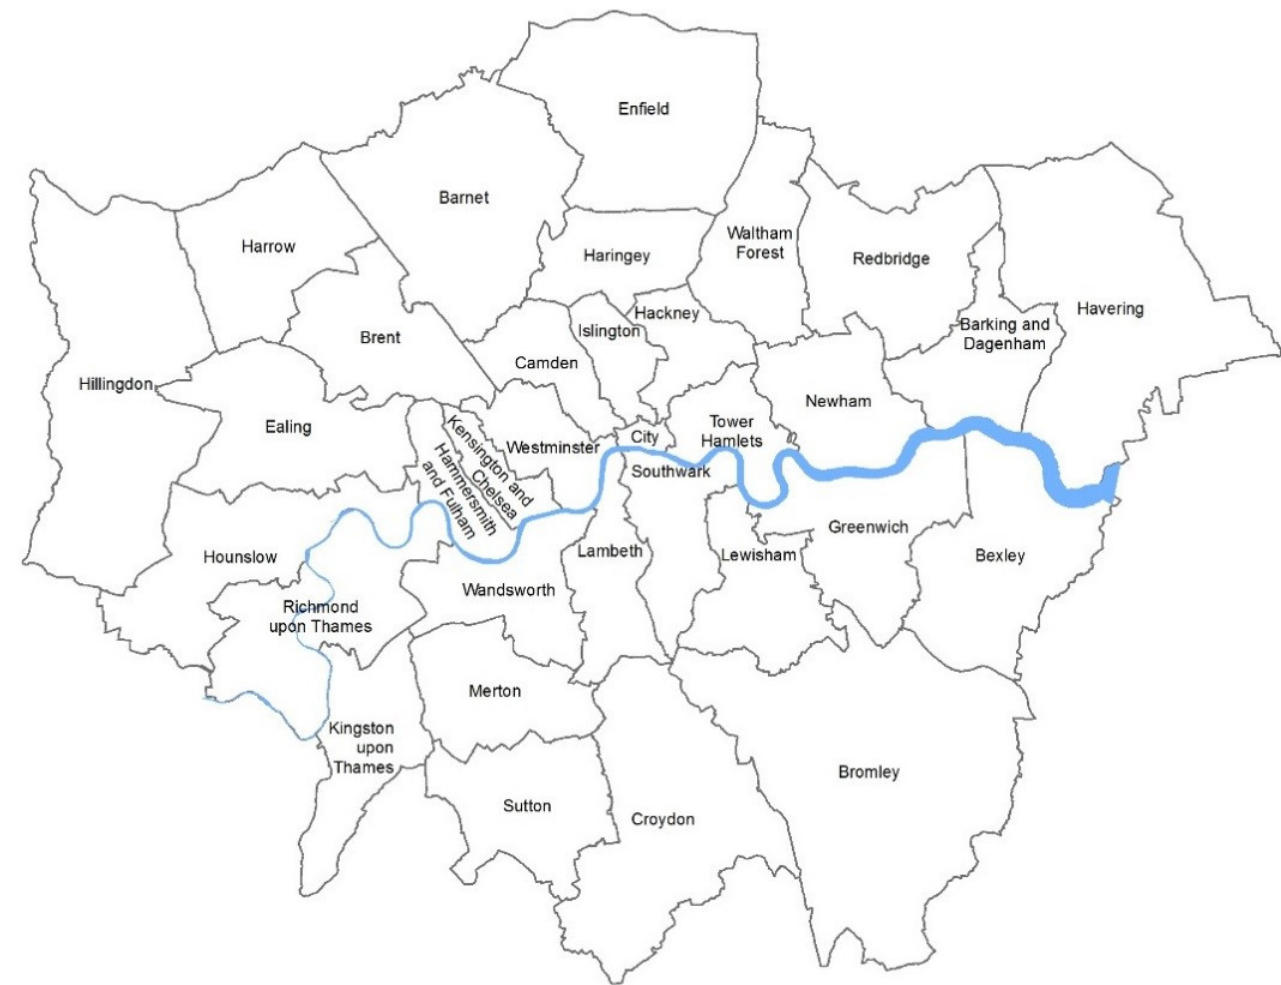 Enfield
Barnet
Harrow
Haringey
Waltham
Forest
Redbridge
Havering
Hackney
Islington
Barking and
Dagenham
Brent
Camden
Hillingdon
Newham
Ealing
Tower
Hamlets
City
Westminster
Kensington and
Chelsea
Hammersmith
and Fulham
Southwark
Greenwich
Hounslow
Lambeth
Lewisham
Bexley
Wandsworth
Richmond
upon Thames
Merton
Kingston
upon
Thames
Bromley
Sutton
Croydon